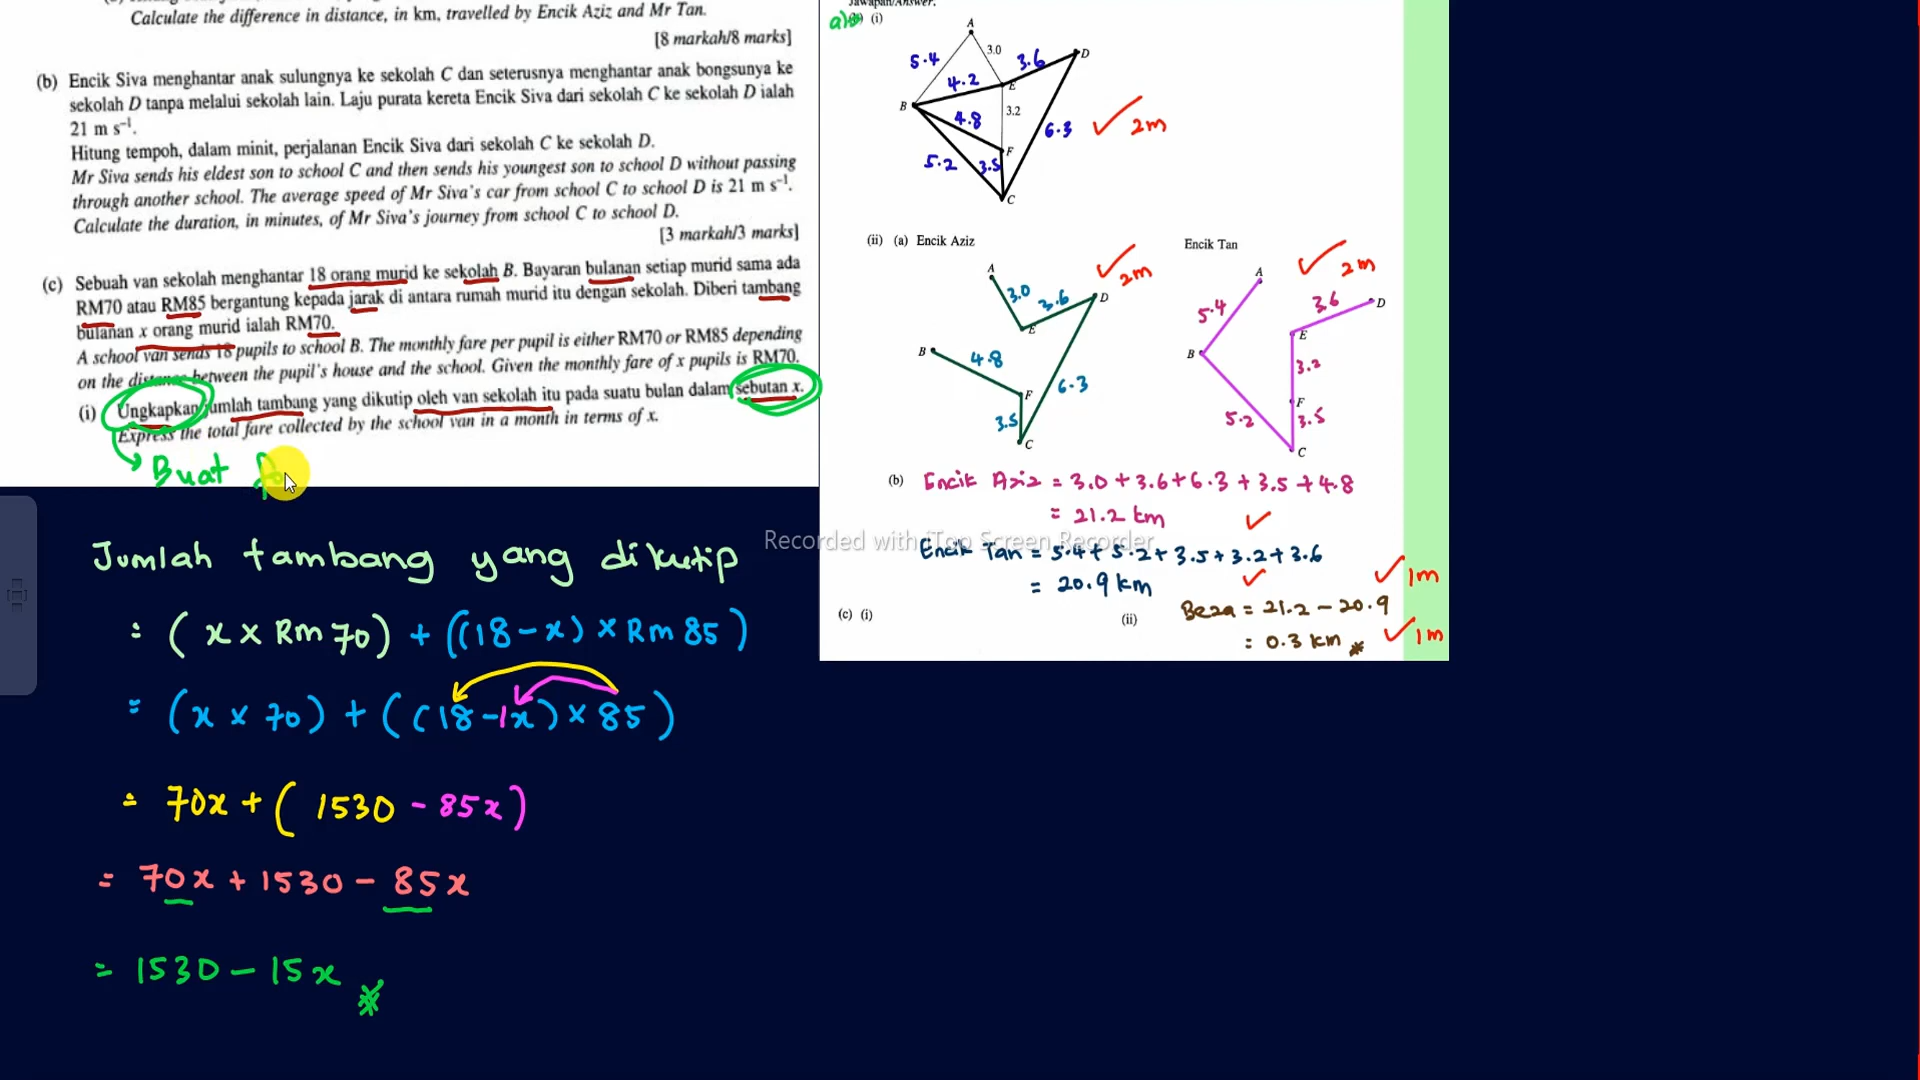 Calculate the difference in distance, in km, travelled by Encik Aziz and Mr Tan.
[8 markah/8 marks]
(b) Encik Siva menghantar anak sulungnya ke sekolah C dan seterusnya menghantar anak bongsunya ke
sekolah D tanpa melalui sekolah lain. Laju purata kereta Encik Siva dari sekolah C ke sekolah D ialah
21 m s⁻¹.
Hitung tempoh, dalam minit, perjalanan Encik Siva dari sekolah C ke sekolah D.
Mr Siva sends his eldest son to school C and then sends his youngest son to school D without passing
through another school. The average speed of Mr Siva's car from school C to school D is 21 m s⁻¹.
Calculate the duration, in minutes, of Mr Siva's journey from school C to school D.
[3 markah/3 marks]
(c) Sebuah van sekolah menghantar 18 orang murid ke sekolah B. Bayaran bulanan setiap murid sama ada
RM70 atau RM85 bergantung kepada jarak di antara rumah murid itu dengan sekolah. Diberi tambang
bulanan x orang murid ialah RM70.
A school van sends 18 pupils to school B. The monthly fare per pupil is either RM70 or RM85 depending
on the distance between the pupil's house and the school. Given the monthly fare of x pupils is RM70.
(i) Ungkapkan jumlah tambang yang dikutip oleh van sekolah itu pada suatu bulan dalam sebutan x.
Express the total fare collected by the school van in a month in terms of x.
Buat
Jumlah tambang yang dikutip
= (x × Rm 70) + ((18 - x) × Rm 85)
= (x × 70) + ((18 - 1x) × 85)
= 70x + (1530 - 85x)
= 70x + 1530 - 85x
= 1530 - 15x
Jawapan/Answer:
a) (i)
A
5.4
3.0
3.6
D
4.2
E
B
3.2
4.8
6.3
2m
F
5.2
3.5
C
(ii) (a) Encik Aziz
Encik Tan
A
3.0
3.6
D
2m
E
B
4.8
6.3
F
3.5
C
A
2m
5.4
3.6
D
E
B
3.2
F
5.2
3.5
C
(b) Encik Aziz = 3.0 + 3.6 + 6.3 + 3.5 + 4.8
= 21.2 km
Recorded with iTop Screen Recorder
Encik Tan = 5.4 + 5.2 + 3.5 + 3.2 + 3.6
= 20.9 km
1m
(c) (i)
(ii)
Beza = 21.2 - 20.9
= 0.3 km
1m